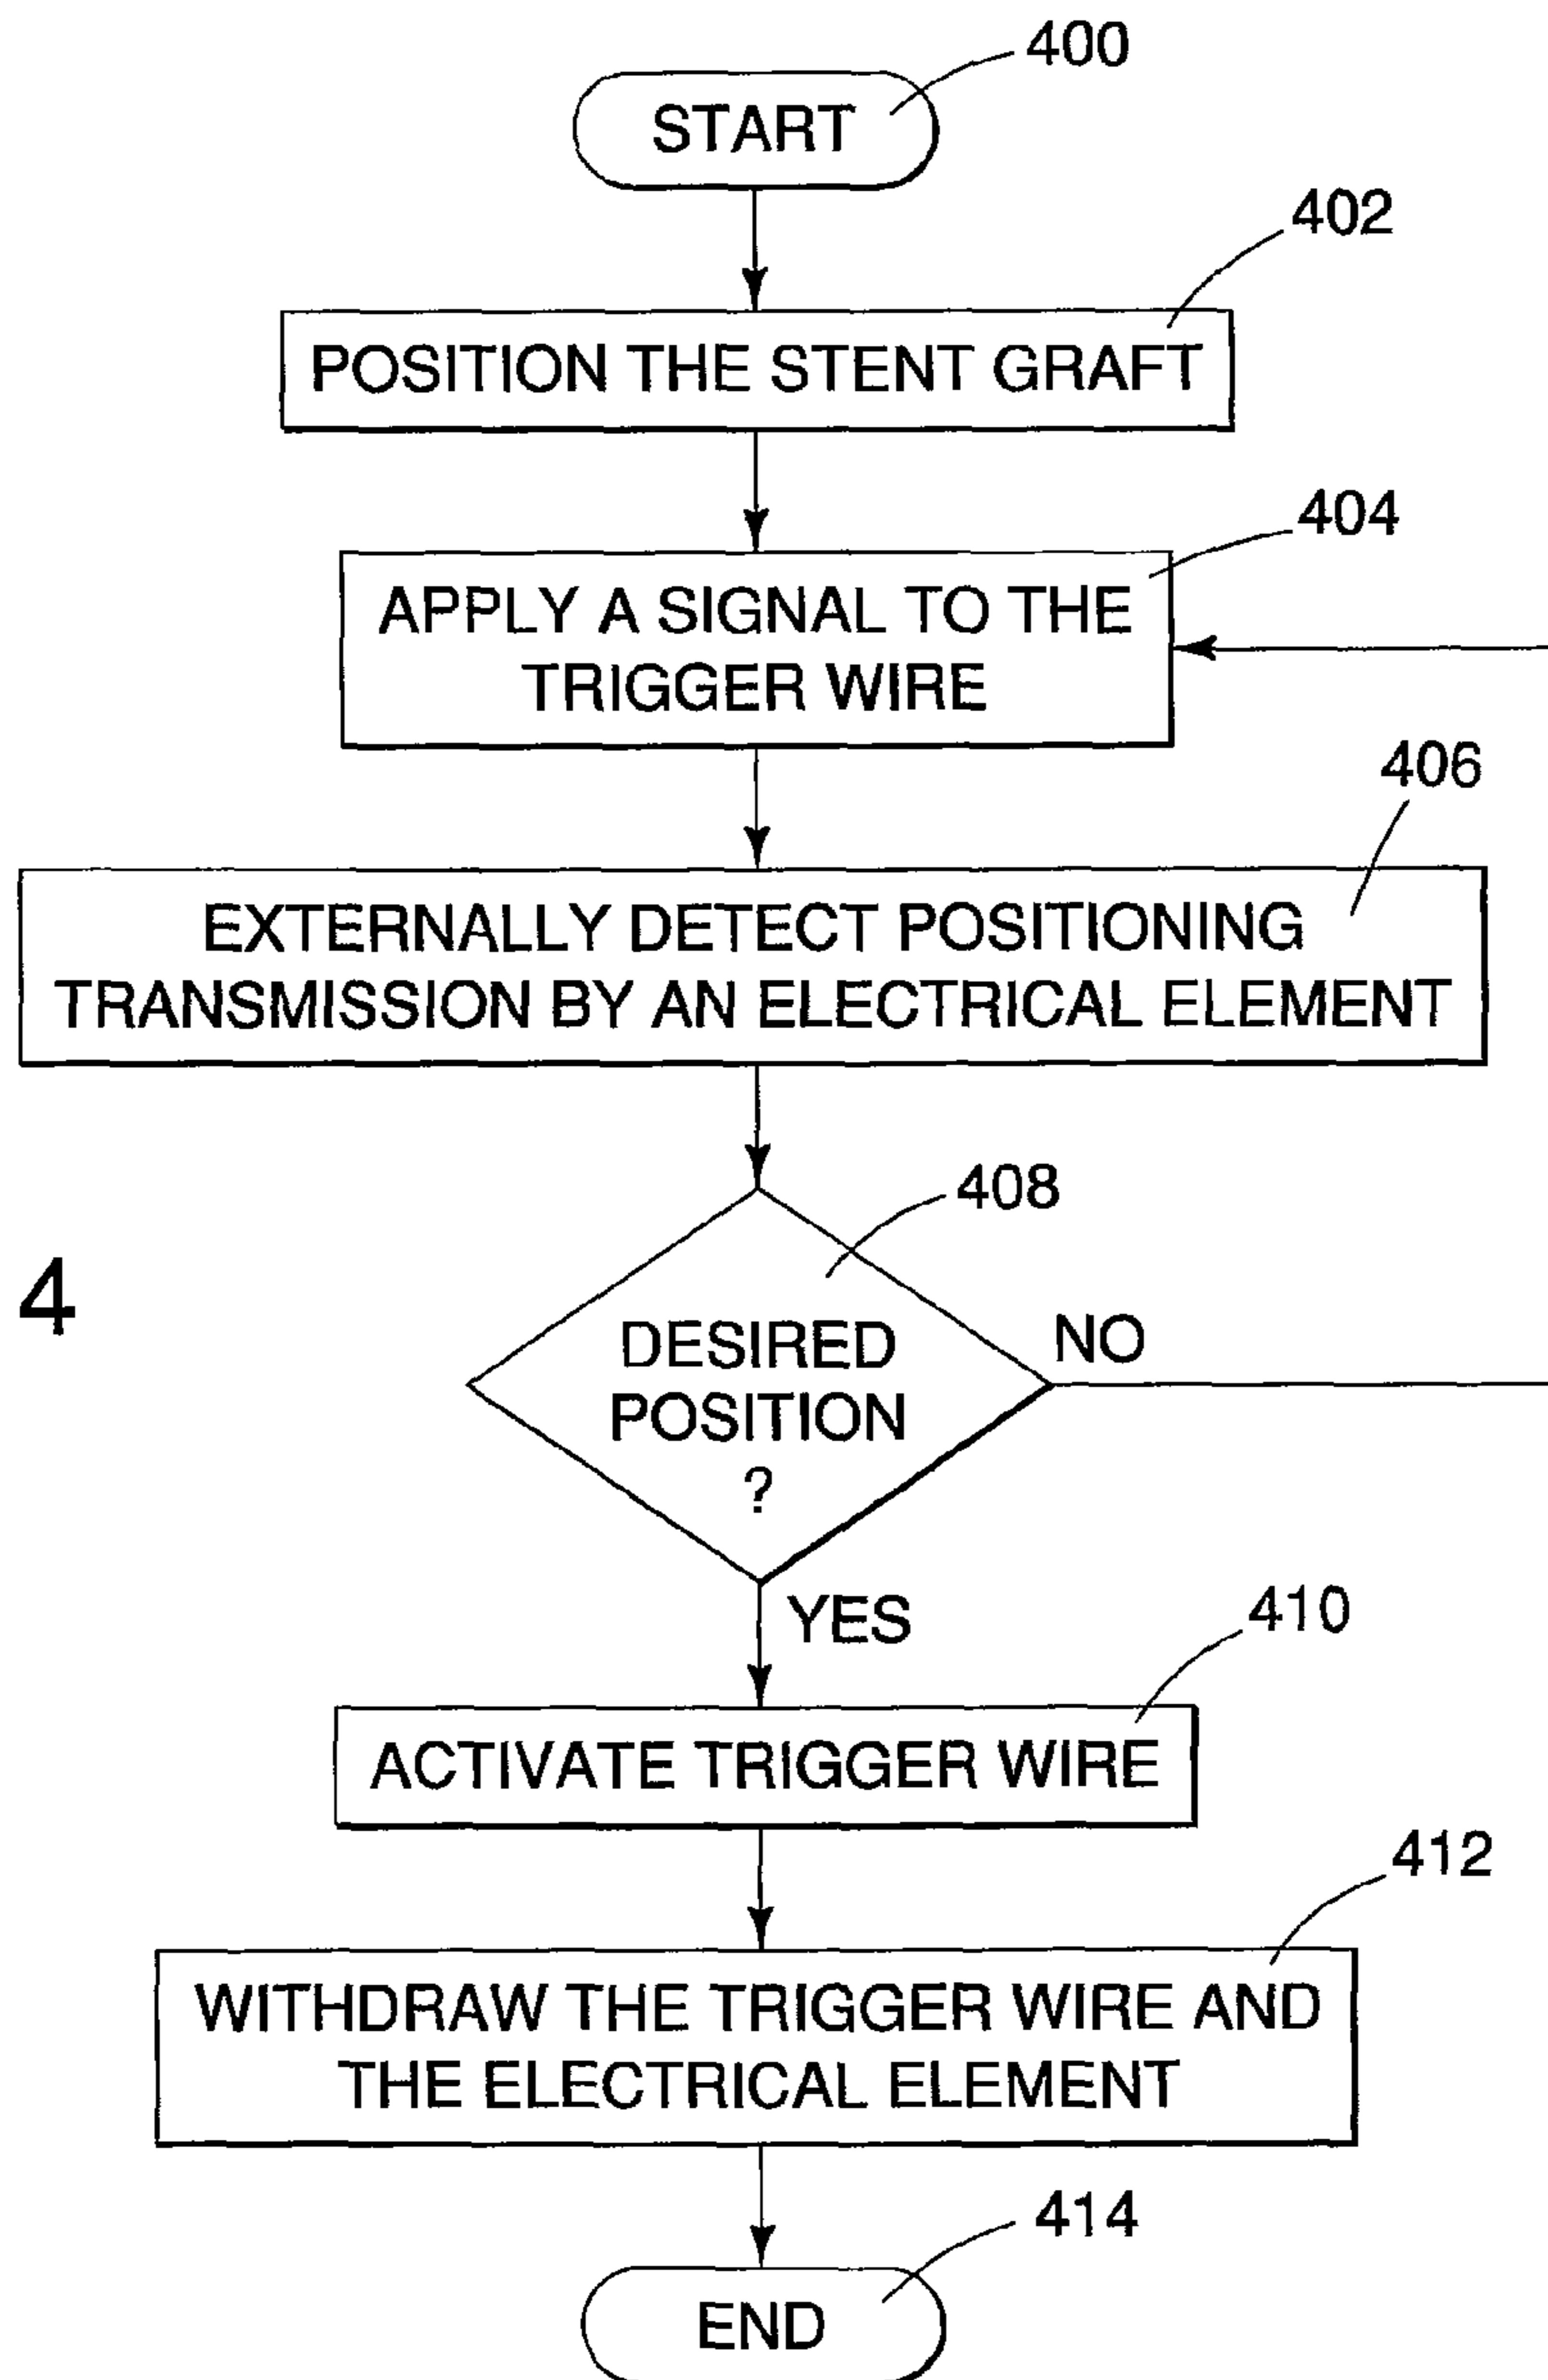 400
START
402
POSITION THE STENT GRAFT
404
APPLY A SIGNAL TO THE
TRIGGER WIRE
406
EXTERNALLY DETECT POSITIONING
TRANSMISSION BY AN ELECTRICAL ELEMENT
408
4
DESIRED
POSITION
?
NO
YES
410
ACTIVATE TRIGGER WIRE
412
WITHDRAW THE TRIGGER WIRE AND
THE ELECTRICAL ELEMENT
414
END